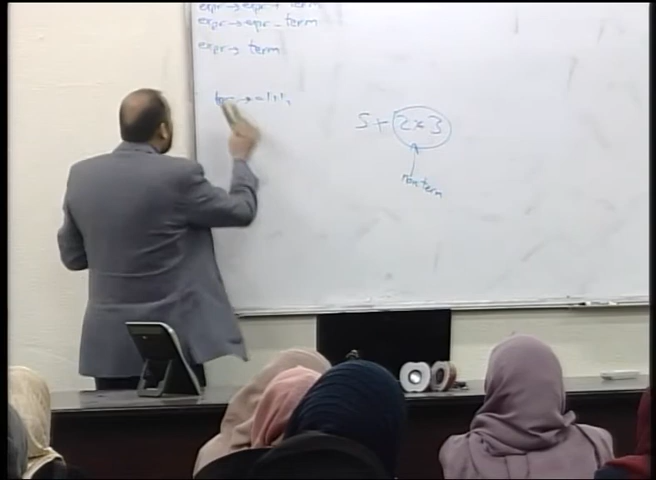 expr → expr + term
expr → expr - term
expr → term
5+ 2*3
non term